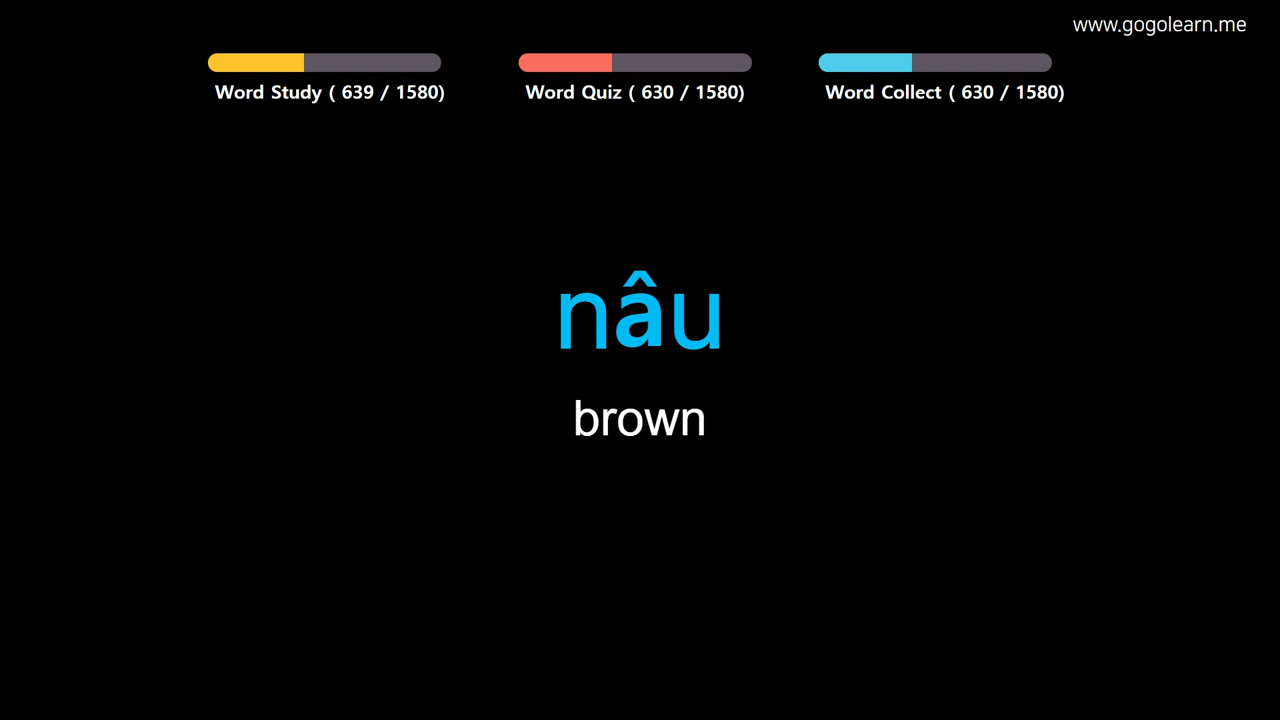 www.gogolearn.me
Word Study ( 639 / 1580)
Word Quiz ( 630 / 1580)
Word Collect ( 630 / 1580)
nâu
brown